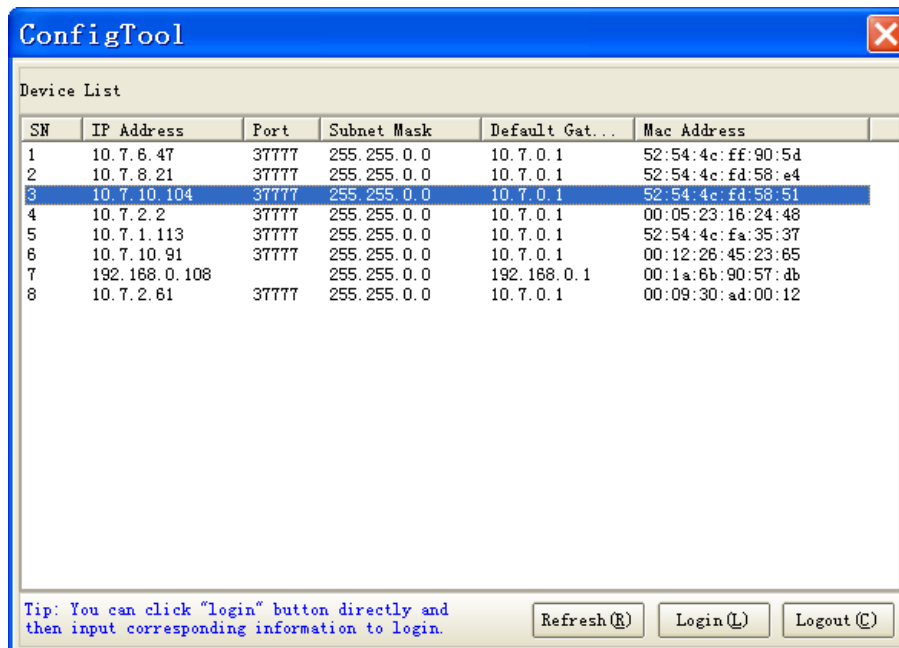 ConfigTool
Device List
SN IP Address Port Subnet Mask Default Gat... Mac Address
1 10.7.6.47 37777 255.255.0.0 10.7.0.1 52:54:4c:ff:90:5d
2 10.7.8.21 37777 255.255.0.0 10.7.0.1 52:54:4c:fd:58:e4
3 10.7.10.104 37777 255.255.0.0 10.7.0.1 52:54:4c:fd:58:51
4 10.7.2.2 37777 255.255.0.0 10.7.0.1 00:05:23:16:24:48
5 10.7.1.113 37777 255.255.0.0 10.7.0.1 52:54:4c:fa:35:37
6 10.7.10.91 37777 255.255.0.0 10.7.0.1 00:12:26:45:23:65
7 192.168.0.108 255.255.0.0 192.168.0.1 00:1a:6b:90:57:db
8 10.7.2.61 37777 255.255.0.0 10.7.0.1 00:09:30:ad:00:12
Tip: You can click "login" button directly and
then input corresponding information to login.
Refresh(R) Login(L) Logout(C)